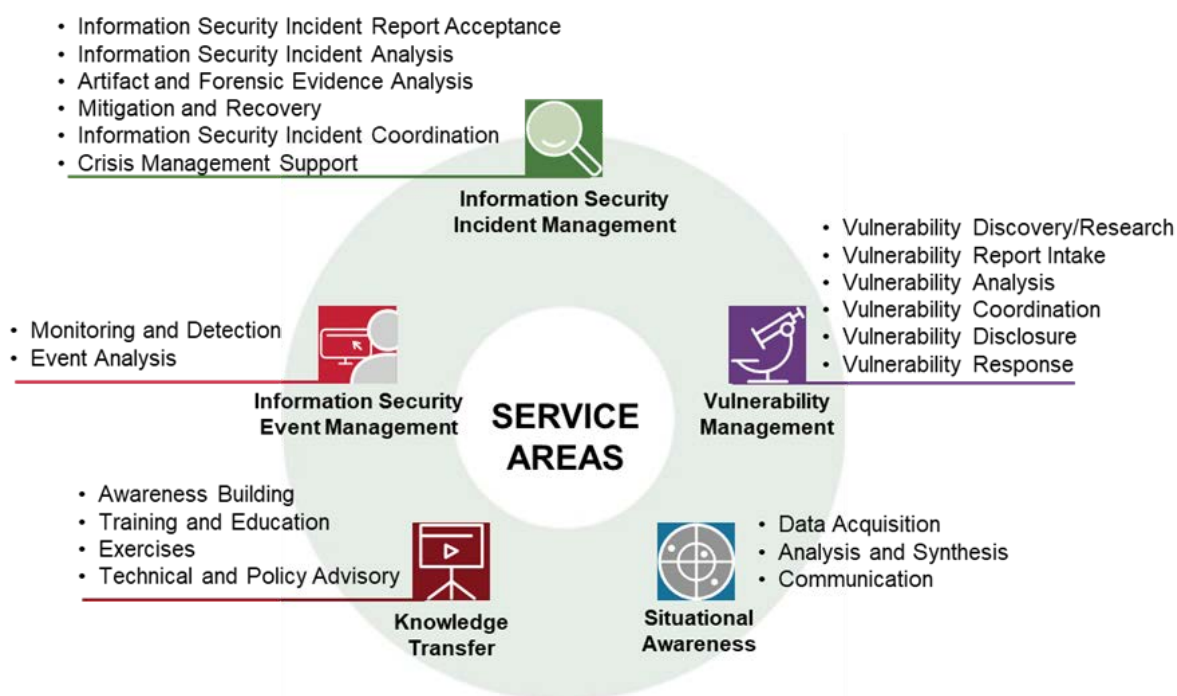 • Information Security Incident Report Acceptance
• Information Security Incident Analysis
• Artifact and Forensic Evidence Analysis
• Mitigation and Recovery
• Information Security Incident Coordination
• Crisis Management Support
Information Security
Incident Management
• Vulnerability Discovery/Research
• Vulnerability Report Intake
• Vulnerability Analysis
• Vulnerability Coordination
• Vulnerability Disclosure
• Vulnerability Response
Vulnerability
Management
• Monitoring and Detection
• Event Analysis
Information Security
Event Management
SERVICE
AREAS
• Awareness Building
• Training and Education
• Exercises
• Technical and Policy Advisory
Knowledge
Transfer
• Data Acquisition
• Analysis and Synthesis
• Communication
Situational
Awareness